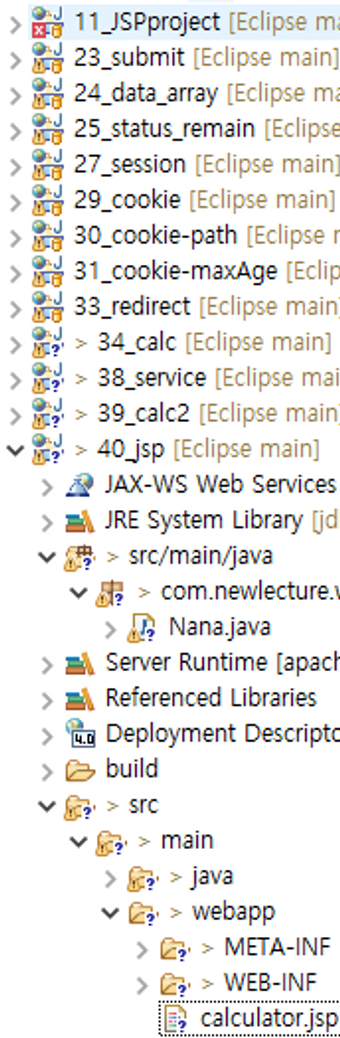 11_JSPproject [Eclipse ma
23_submit [Eclipse main]
24_data_array [Eclipse ma
25_status_remain [Eclipse
27_session [Eclipse main]
29_cookie [Eclipse main]
30_cookie-path [Eclipse r
31_cookie-maxAge [Eclip
33_redirect [Eclipse main]
> 34_calc [Eclipse main]
> 38_service [Eclipse mai
> 39_calc2 [Eclipse main]
> 40_jsp [Eclipse main]
JAX-WS Web Services
JRE System Library [jd
> src/main/java
> com.newlecture.v
Nana.java
Server Runtime [apach
Referenced Libraries
4.0 Deployment Descripto
build
> src
> main
> java
> webapp
> META-INF
> WEB-INF
calculator.jsp